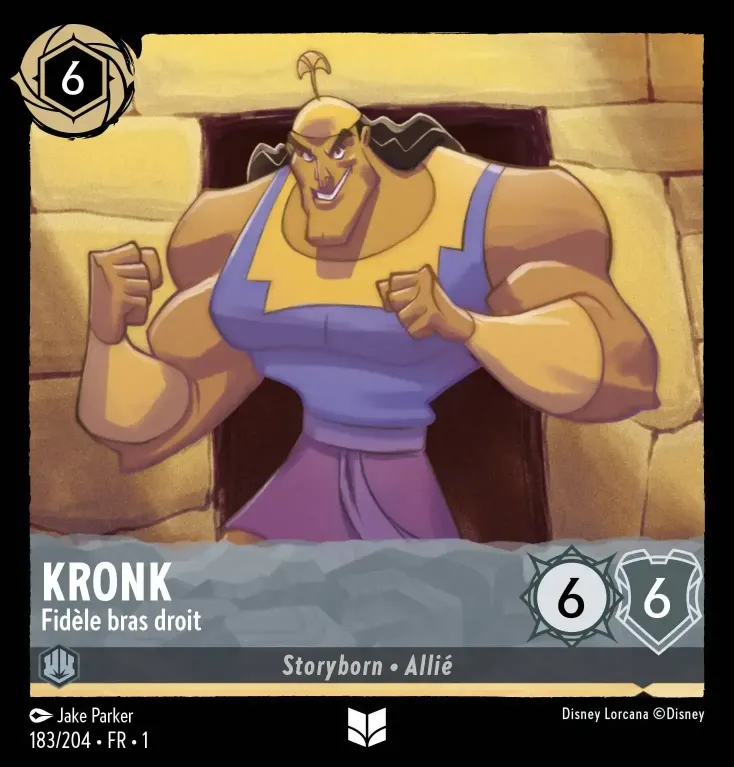 6
KRONK
Fidèle bras droit
6
6
Storyborn • Allié
Jake Parker
Disney Lorcana ©Disney
183/204 • FR • 1